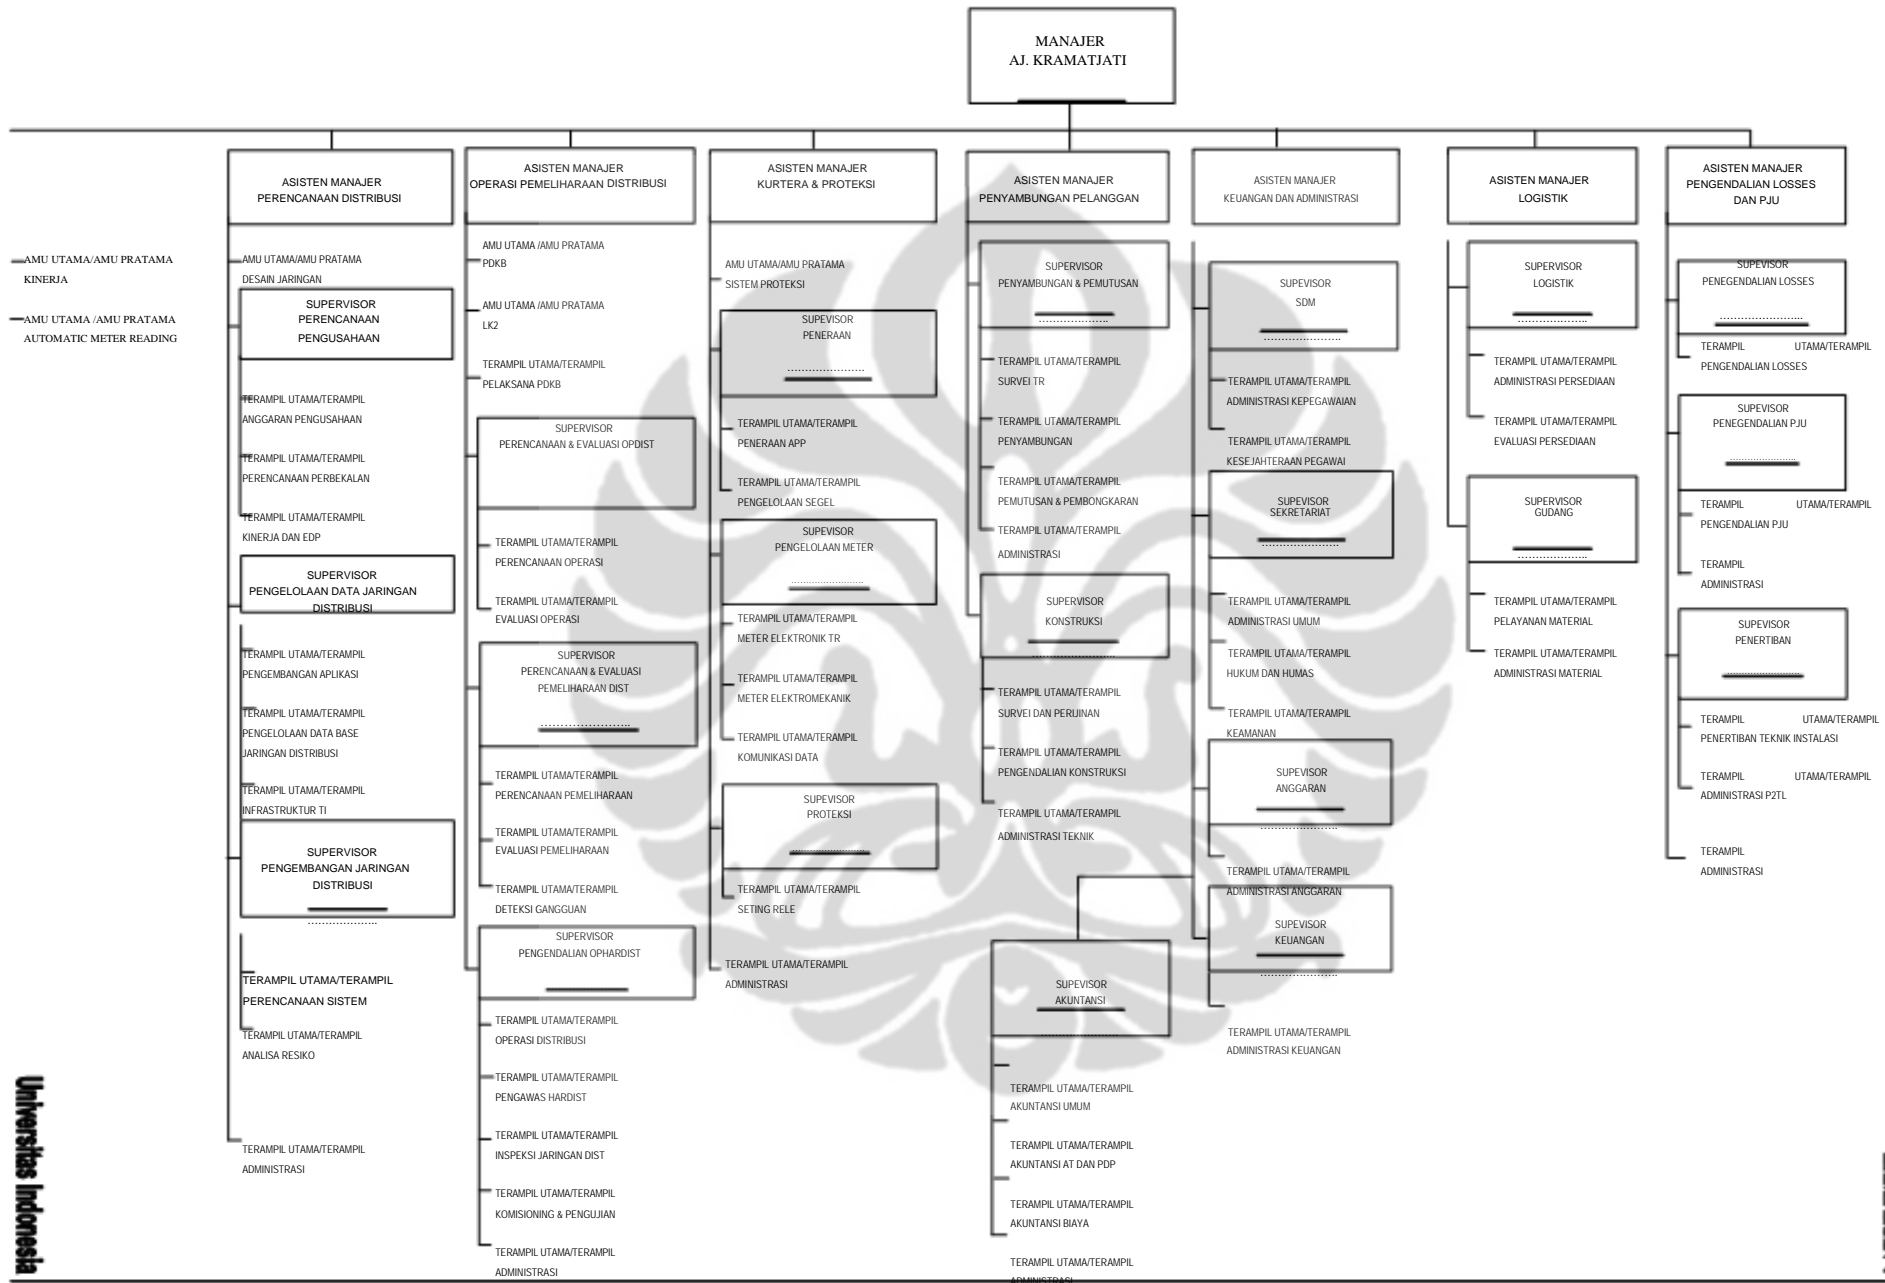 MANAJER
AJ. KRAMATJATI
AMU UTAMA/AMU PRATAMA
KINERJA
AMU UTAMA /AMU PRATAMA
AUTOMATIC METER READING
ASISTEN MANAJER
PERENCANAAN DISTRIBUSI
AMU UTAMA/AMU PRATAMA
DESAIN JARINGAN
SUPERVISOR
PERENCANAAN
PENGUSAHAAN
TERAMPIL UTAMA/TERAMPIL
ANGGARAN PENGUSAHAAN
TERAMPIL UTAMA/TERAMPIL
PERENCANAAN PERBEKALAN
TERAMPIL UTAMA/TERAMPIL
KINERJA DAN EDP
SUPERVISOR
PENGELOLAAN DATA JARINGAN
DISTRIBUSI
TERAMPIL UTAMA/TERAMPIL
PENGEMBANGAN APLIKASI
TERAMPIL UTAMA/TERAMPIL
PENGELOLAAN DATA BASE
JARINGAN DISTRIBUSI
TERAMPIL UTAMA/TERAMPIL
INFRASTRUKTUR TI
SUPERVISOR
PENGEMBANGAN JARINGAN
DISTRIBUSI
...................
TERAMPIL UTAMA/TERAMPIL
PERENCANAAN SISTEM
TERAMPIL UTAMA/TERAMPIL
ANALISA RESIKO
TERAMPIL UTAMA/TERAMPIL
ADMINISTRASI
ASISTEN MANAJER
OPERASI PEMELIHARAAN DISTRIBUSI
AMU UTAMA /AMU PRATAMA
PDKB
AMU UTAMA /AMU PRATAMA
LK2
TERAMPIL UTAMA/TERAMPIL
PELAKSANA PDKB
SUPERVISOR
PERENCANAAN & EVALUASI OPDIST
TERAMPIL UTAMA/TERAMPIL
PERENCANAAN OPERASI
TERAMPIL UTAMA/TERAMPIL
EVALUASI OPERASI
SUPERVISOR
PERENCANAAN & EVALUASI
PEMELIHARAAN DIST
......................
TERAMPIL UTAMA/TERAMPIL
PERENCANAAN PEMELIHARAAN
TERAMPIL UTAMA/TERAMPIL
EVALUASI PEMELIHARAAN
TERAMPIL UTAMA/TERAMPIL
DETEKSI GANGGUAN
SUPERVISOR
PENGENDALIAN OPHARDIST
TERAMPIL UTAMA/TERAMPIL
OPERASI DISTRIBUSI
TERAMPIL UTAMA/TERAMPIL
PENGAWAS HARDIST
TERAMPIL UTAMA/TERAMPIL
INSPEKSI JARINGAN DIST
TERAMPIL UTAMA/TERAMPIL
KOMISIONING & PENGUJIAN
TERAMPIL UTAMA/TERAMPIL
ADMINISTRASI
ASISTEN MANAJER
KURTERA & PROTEKSI
AMU UTAMA/AMU PRATAMA
SISTEM PROTEKSI
SUPEVISOR
PENERAAN
......................
TERAMPIL UTAMA/TERAMPIL
PENERAAN APP
TERAMPIL UTAMA/TERAMPIL
PENGELOLAAN SEGEL
SUPEVISOR
PENGELOLAAN METER
......................
TERAMPIL UTAMA/TERAMPIL
METER ELEKTRONIK TR
TERAMPIL UTAMA/TERAMPIL
METER ELEKTROMEKANIK
TERAMPIL UTAMA/TERAMPIL
KOMUNIKASI DATA
SUPEVISOR
PROTEKSI
......................
TERAMPIL UTAMA/TERAMPIL
SETING RELE
TERAMPIL UTAMA/TERAMPIL
ADMINISTRASI
ASISTEN MANAJER
PENYAMBUNGAN PELANGGAN
SUPERVISOR
PENYAMBUNGAN & PEMUTUSAN
...................
TERAMPIL UTAMA/TERAMPIL
SURVEI TR
TERAMPIL UTAMA/TERAMPIL
PENYAMBUNGAN
TERAMPIL UTAMA/TERAMPIL
PEMUTUSAN & PEMBONGKARAN
TERAMPIL UTAMA/TERAMPIL
ADMINISTRASI
SUPERVISOR
KONSTRUKSI
......................
TERAMPIL UTAMA/TERAMPIL
SURVEI DAN PERIJINAN
TERAMPIL UTAMA/TERAMPIL
PENGENDALIAN KONSTRUKSI
TERAMPIL UTAMA/TERAMPIL
ADMINISTRASI TEKNIK
SUPEVISOR
AKUNTANSI
......................
TERAMPIL UTAMA/TERAMPIL
AKUNTANSI UMUM
TERAMPIL UTAMA/TERAMPIL
AKUNTANSI AT DAN PDP
TERAMPIL UTAMA/TERAMPIL
AKUNTANSI BIAYA
TERAMPIL UTAMA/TERAMPIL
ADMINISTRASI
ASISTEN MANAJER
KEUANGAN DAN ADMINISTRASI
SUPEVISOR
SDM
......................
TERAMPIL UTAMA/TERAMPIL
ADMINISTRASI KEPEGAWAIAN
TERAMPIL UTAMA/TERAMPIL
KESEJAHTERAAN PEGAWAI
SUPEVISOR
SEKRETARIAT
......................
TERAMPIL UTAMA/TERAMPIL
ADMINISTRASI UMUM
TERAMPIL UTAMA/TERAMPIL
HUKUM DAN HUMAS
TERAMPIL UTAMA/TERAMPIL
KEAMANAN
SUPEVISOR
ANGGARAN
......................
TERAMPIL UTAMA/TERAMPIL
ADMINISTRASI ANGGARAN
SUPEVISOR
KEUANGAN
......................
TERAMPIL UTAMA/TERAMPIL
ADMINISTRASI KEUANGAN
ASISTEN MANAJER
LOGISTIK
SUPERVISOR
LOGISTIK
...................
TERAMPIL UTAMA/TERAMPIL
ADMINISTRASI PERSEDIAAN
TERAMPIL UTAMA/TERAMPIL
EVALUASI PERSEDIAAN
SUPERVISOR
GUDANG
...................
TERAMPIL UTAMA/TERAMPIL
PELAYANAN MATERIAL
TERAMPIL UTAMA/TERAMPIL
ADMINISTRASI MATERIAL
ASISTEN MANAJER
PENGENDALIAN LOSSES
DAN PJU
SUPEVISOR
PENEGENDALIAN LOSSES
......................
TERAMPIL UTAMA/TERAMPIL
PENGENDALIAN LOSSES
SUPEVISOR
PENEGENDALIAN PJU
......................
TERAMPIL UTAMA/TERAMPIL
PENGENDALIAN PJU
TERAMPIL
ADMINISTRASI
SUPEVISOR
PENERTIBAN
......................
TERAMPIL UTAMA/TERAMPIL
PENERTIBAN TEKNIK INSTALASI
TERAMPIL UTAMA/TERAMPIL
ADMINISTRASI P2TL
TERAMPIL
ADMINISTRASI
Universitas Indonesia